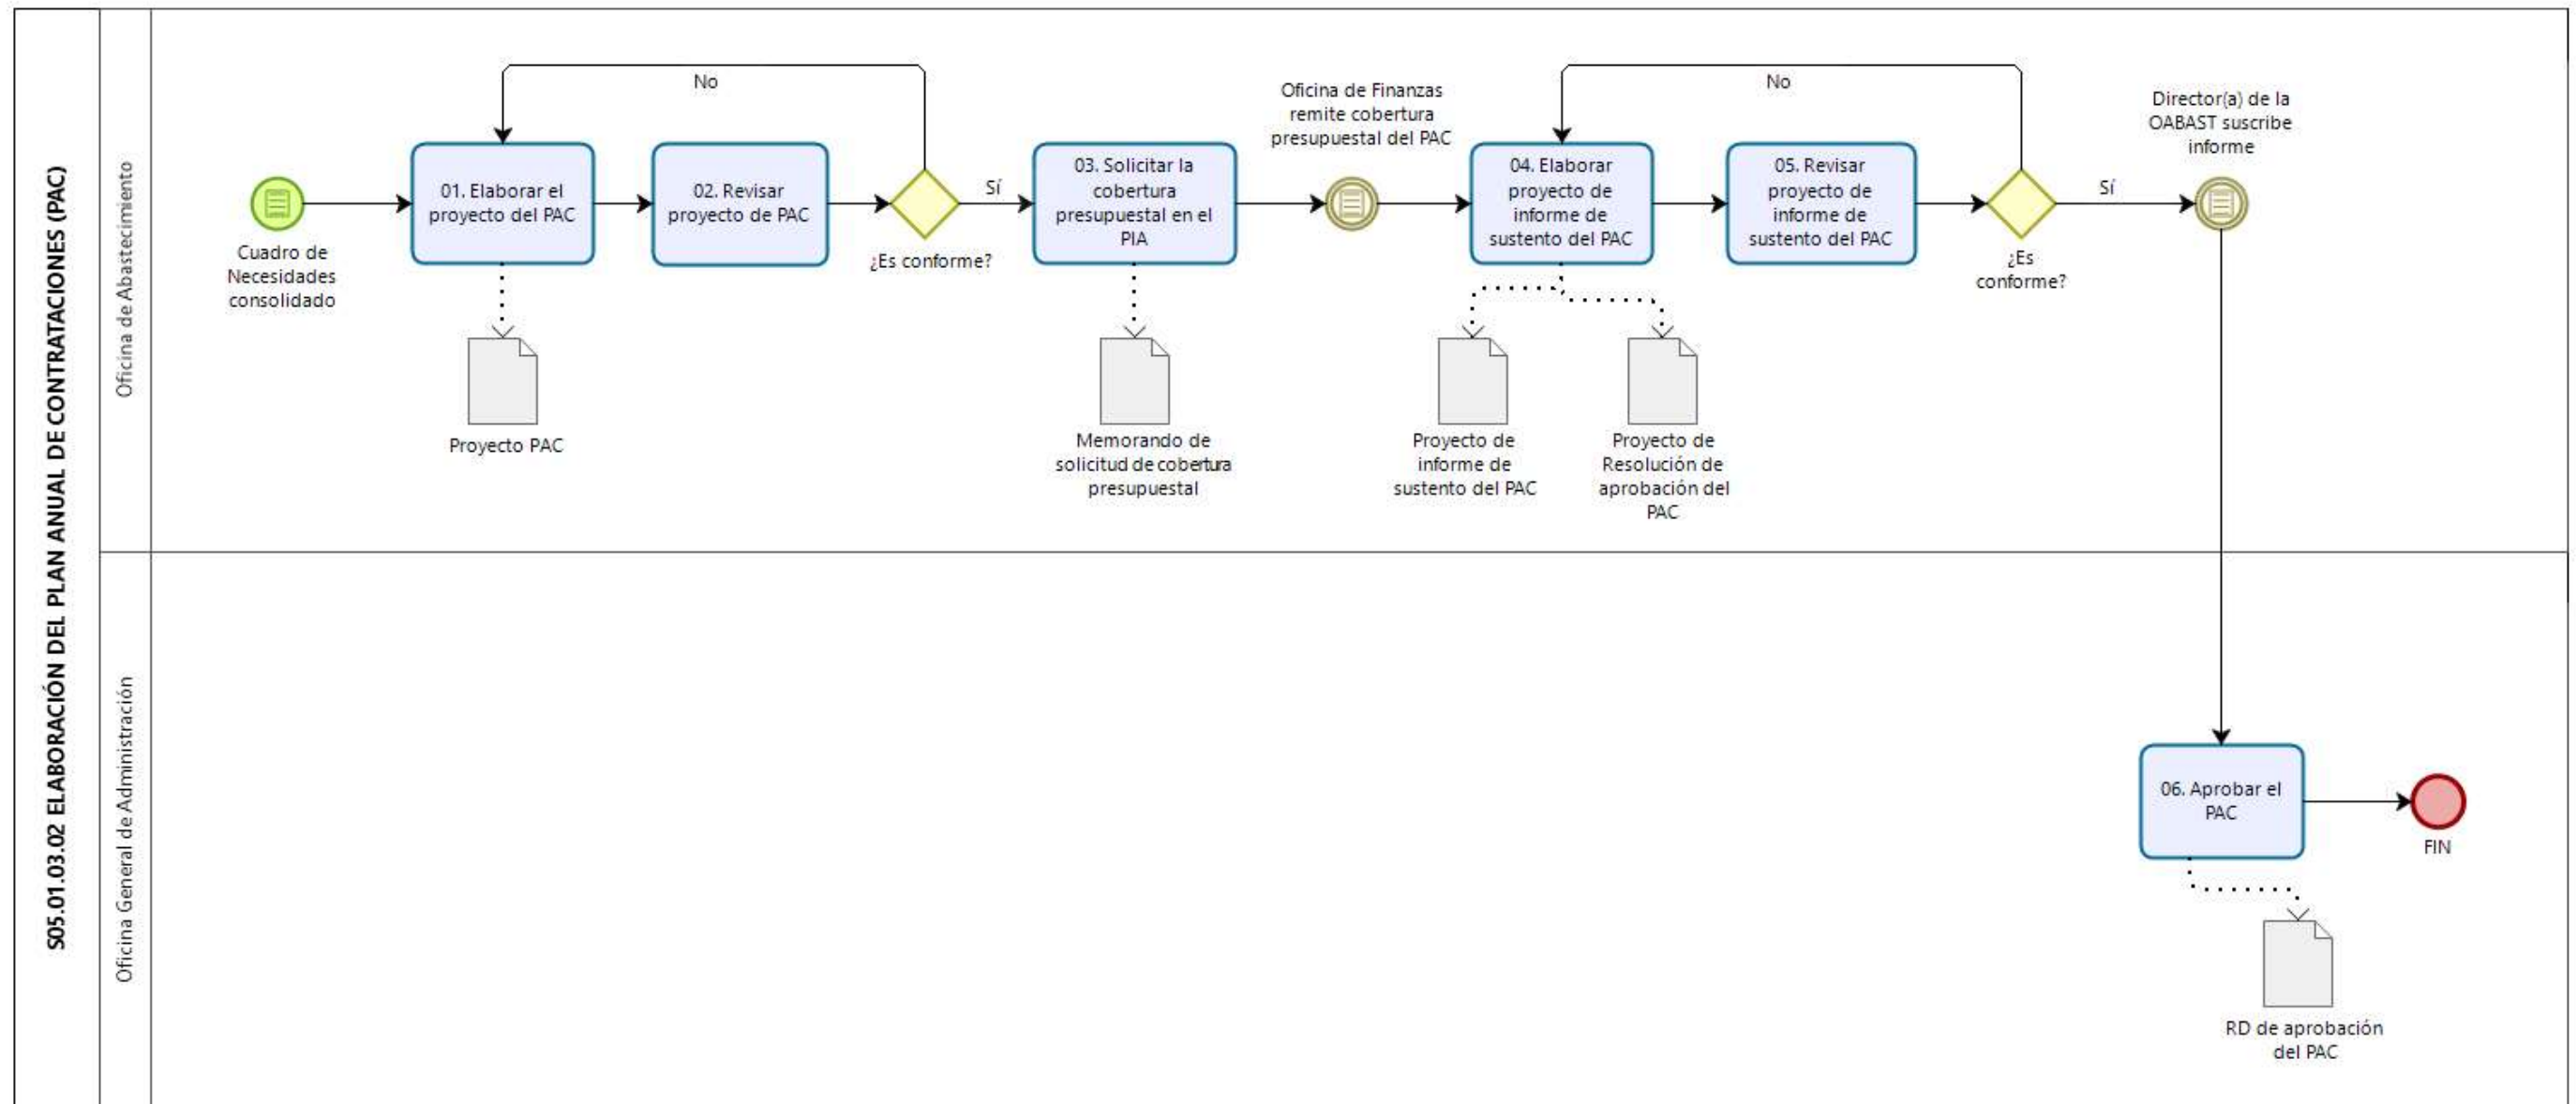 S05.01.03.02 ELABORACIÓN DEL PLAN ANUAL DE CONTRATACIONES (PAC)
Oficina de Abastecimiento
Cuadro de
Necesidades
consolidado
01. Elaborar el
proyecto del PAC
Proyecto PAC
02. Revisar
proyecto de PAC
No
¿Es conforme?
Sí
03. Solicitar la
cobertura
presupuestal en el
PIA
Memorando de
solicitud de cobertura
presupuestal
Oficina de Finanzas
remite cobertura
presupuestal del PAC
04. Elaborar
proyecto de
informe de
sustento del PAC
Proyecto de
informe de
sustento del PAC
Proyecto de
Resolución de
aprobación del
PAC
05. Revisar
proyecto de
informe de
sustento del PAC
No
¿Es
conforme?
Sí
Director(a) de la
OABAST suscribe
informe
Oficina General de Administración
06. Aprobar el
PAC
FIN
RD de aprobación
del PAC